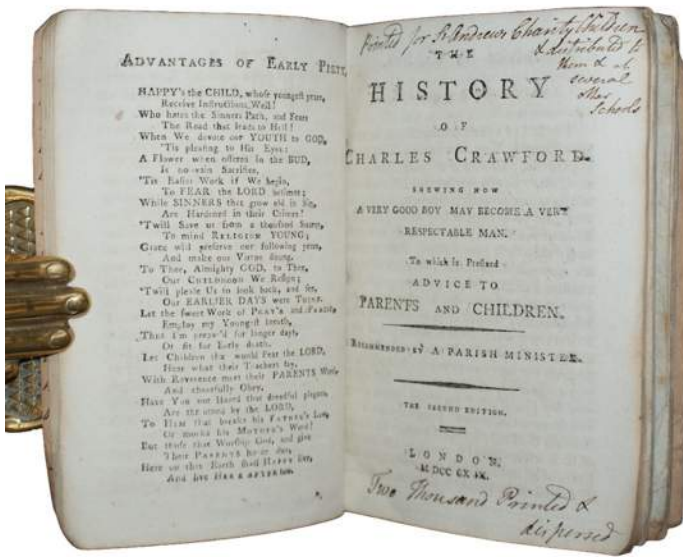 ADVANTAGES OF EARLY PIETY.
HAPPY's the CHILD, whose youngest years,
Receive Instructions Well!
Who hates the Sinners Path, and Fears
The Road that leads to Hell!
When We devote our YOUTH to GOD,
'Tis pleasing to His Eyes;
A Flower when offered in the BUD,
Is no vain Sacrifice.
'Tis Easier Work if We begin,
To FEAR the LORD betimes;
While SINNERS that grow old in Sin,
Are Hardened in their Crimes!
'Twill Save us from a thousand Snares,
To mind RELIGION YOUNG;
Grace will preserve our following years,
And make our Virtue strong.
To Thee, Almighty GOD, to Thee,
Our CHILDHOOD We Resign;
'Twill please Us to look back, and see,
Our EARLIER DAYS were THINE.
Let the sweet Work of PRAY'R and PRAISE,
Employ my Youngest breath,
Thus I'm prepar'd for longer days,
Or fit for Early death.
Let Children that would Fear the LORD,
Hear what their Teachers say,
With Reverence meet their PARENTS Words
And chearfully Obey.
Have You not Heard that dreadful plagues
Are the by the LORD,
To HIM that breaks his FATHER's Law,
Or mocks his MOTHER's Word!
But those that Worship God, and give
Their PARENTS honor due,
Here on this Earth shall HAPPY live,
And live HEREAFTER too.
Printed for St Andrews Charity Children
& distributed to
them & at
several
other
Schools
THE
HISTORY
OF
CHARLES CRAWFORD.
SHEWING HOW
A VERY GOOD BOY MAY BECOME A VERY
RESPECTABLE MAN.
To which is Prefixed
ADVICE TO
PARENTS AND CHILDREN.
RECOMMENDED BY A PARISH MINISTER.
THE SECOND EDITION.
LONDON,
Two Thousand Printed &
dispersed